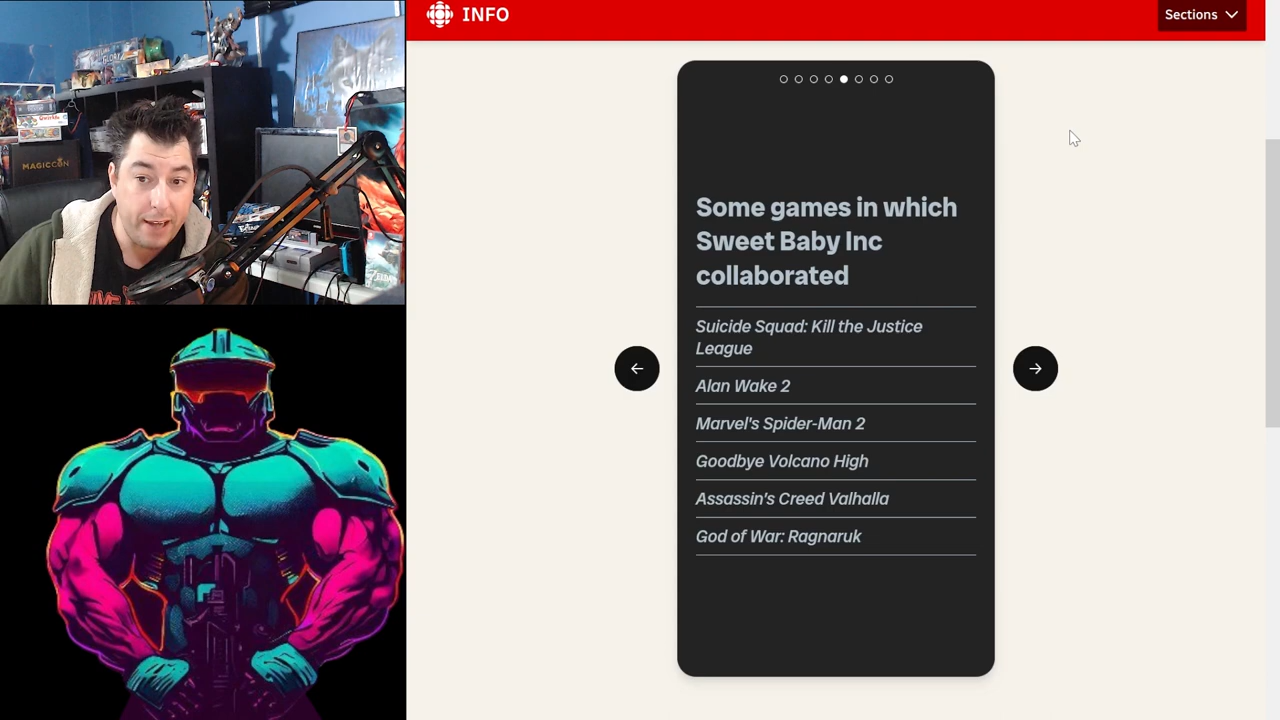 INFO
Sections
MAGICCON
Some games in which
Sweet Baby Inc
collaborated
Suicide Squad: Kill the Justice
League
Alan Wake 2
Marvel's Spider-Man 2
Goodbye Volcano High
Assassin's Creed Valhalla
God of War: Ragnaruk